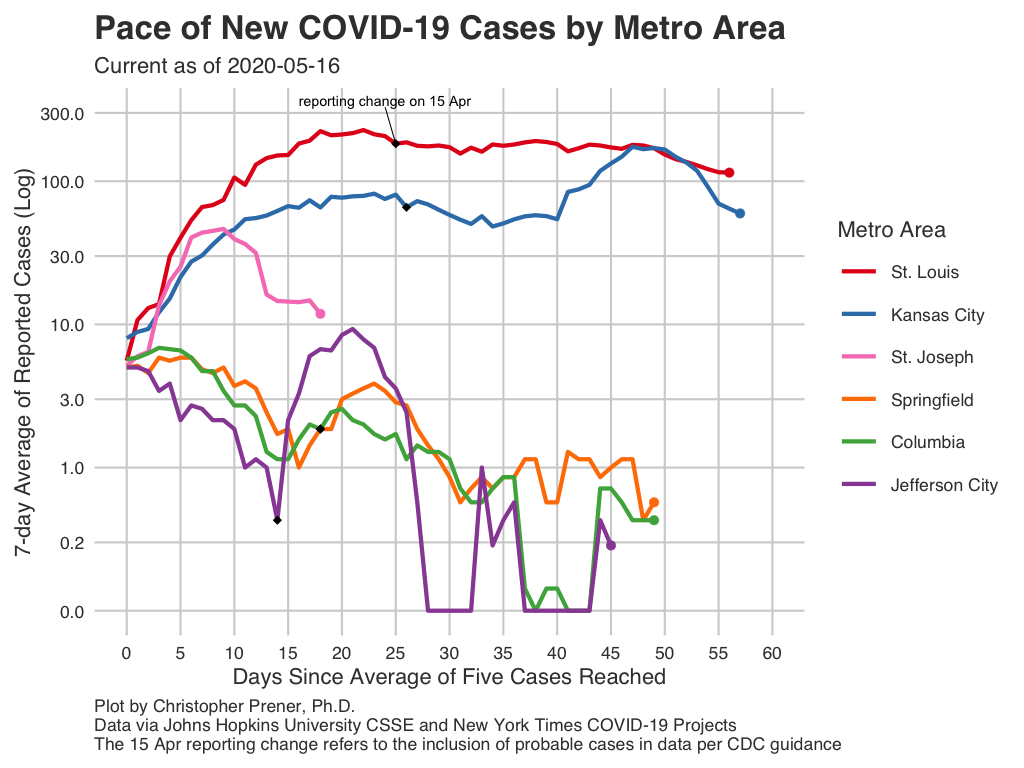 Pace of New COVID-19 Cases by Metro Area
Current as of 2020-05-16
reporting change on 15 Apr
300.0
100.0
30.0
10.0
3.0
1.0
0.2
0.0
7-day Average of Reported Cases (Log)
0 5 10 15 20 25 30 35 40 45 50 55 60
Days Since Average of Five Cases Reached
Metro Area
St. Louis
Kansas City
St. Joseph
Springfield
Columbia
Jefferson City
Plot by Christopher Prener, Ph.D.
Data via Johns Hopkins University CSSE and New York Times COVID-19 Projects
The 15 Apr reporting change refers to the inclusion of probable cases in data per CDC guidance